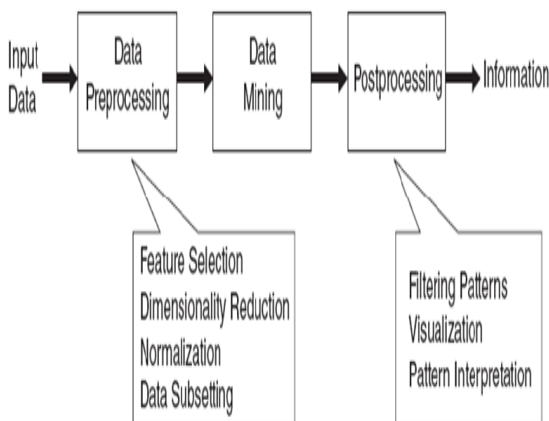 Input
Data
Data
Preprocessing
Data
Mining
Postprocessing
Information
Feature Selection
Dimensionality Reduction
Normalization
Data Subsetting
Filtering Patterns
Visualization
Pattern Interpretation